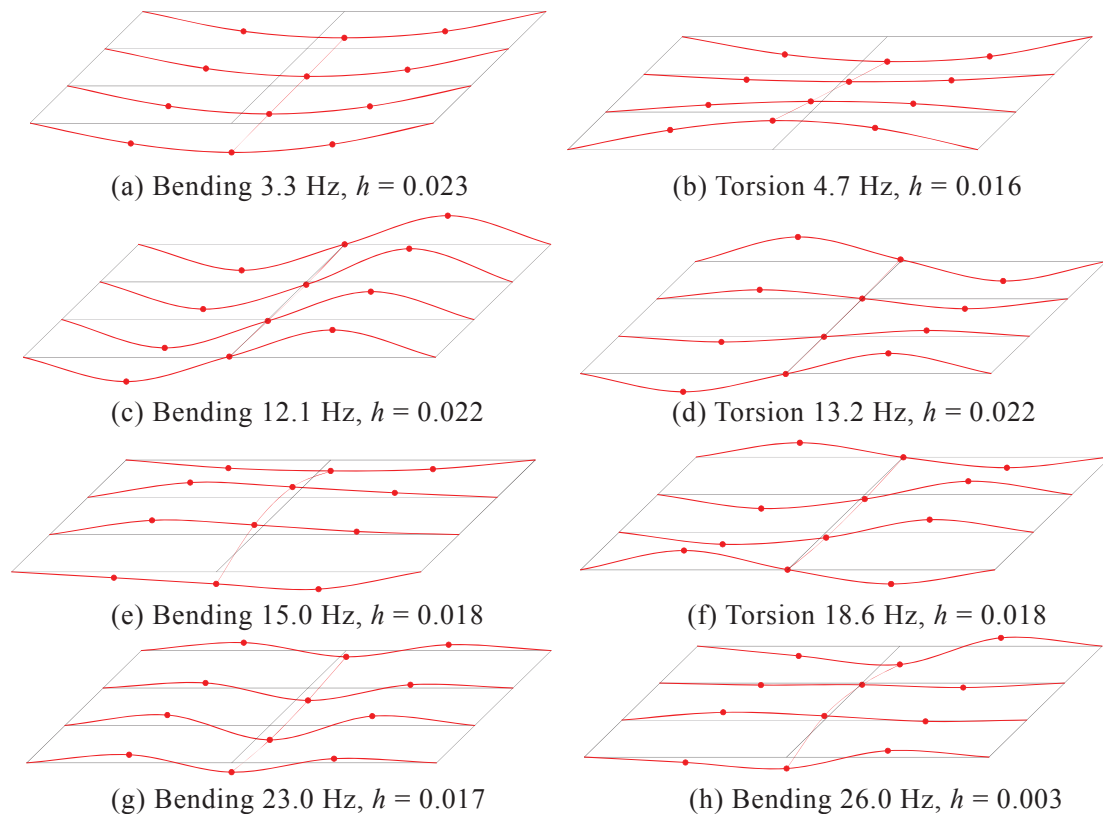 (a) Bending 3.3 Hz, h = 0.023
(b) Torsion 4.7 Hz, h = 0.016
(c) Bending 12.1 Hz, h = 0.022
(d) Torsion 13.2 Hz, h = 0.022
(e) Bending 15.0 Hz, h = 0.018
(f) Torsion 18.6 Hz, h = 0.018
(g) Bending 23.0 Hz, h = 0.017
(h) Bending 26.0 Hz, h = 0.003